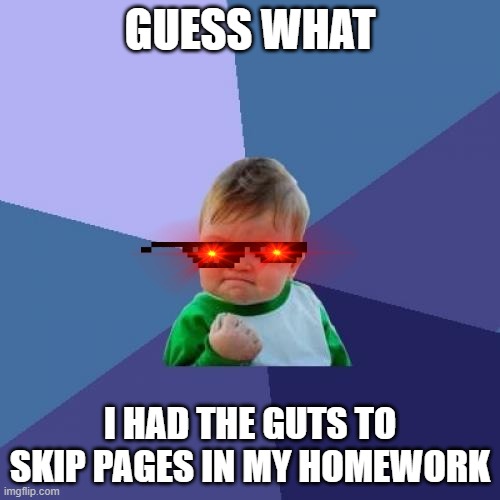 GUESS WHAT
I HAD THE GUTS TO
SKIP PAGES IN MY HOMEWORK
imgflip.com